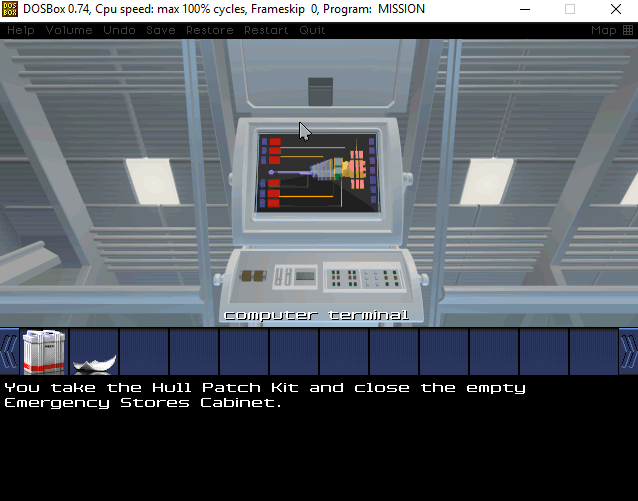 DOSBox 0.74, Cpu speed: max 100% cycles, Frameskip 0, Program: MISSION
Help Volume Undo Save Restore Restart Quit Map
computer terminal
You take the Hull Patch Kit and close the empty
Emergency Stores Cabinet.